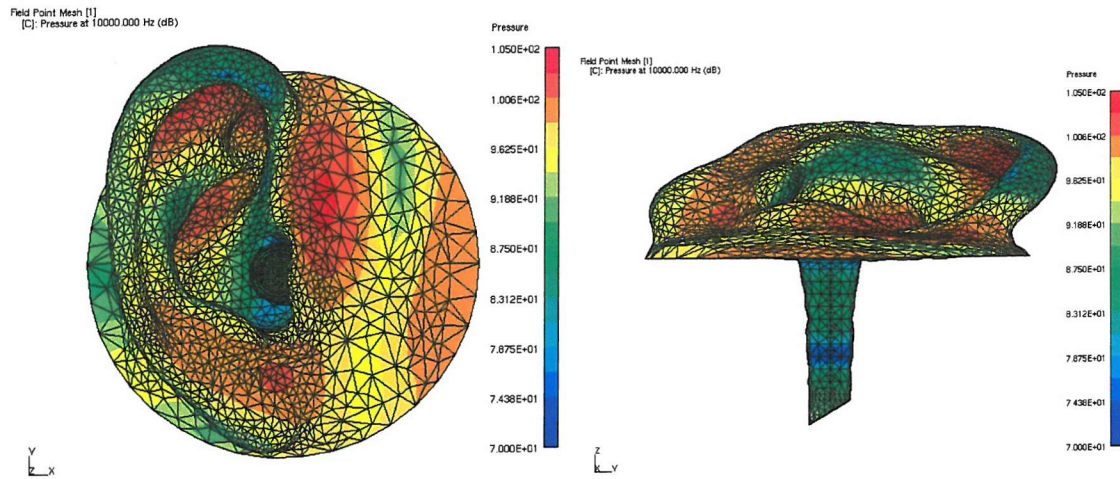 Field Point Mesh [1]
[C]: Pressure at 10000.000 Hz (dB)
Pressure
1.050E+02
1.006E+02
9.625E+01
9.188E+01
8.750E+01
8.312E+01
7.875E+01
7.438E+01
7.000E+01
Y
Z X
Field Point Mesh [1]
[C]: Pressure at 10000.000 Hz (dB)
Pressure
1.050E+02
1.006E+02
9.625E+01
9.188E+01
8.750E+01
8.312E+01
7.875E+01
7.438E+01
7.000E+01
Z
X Y